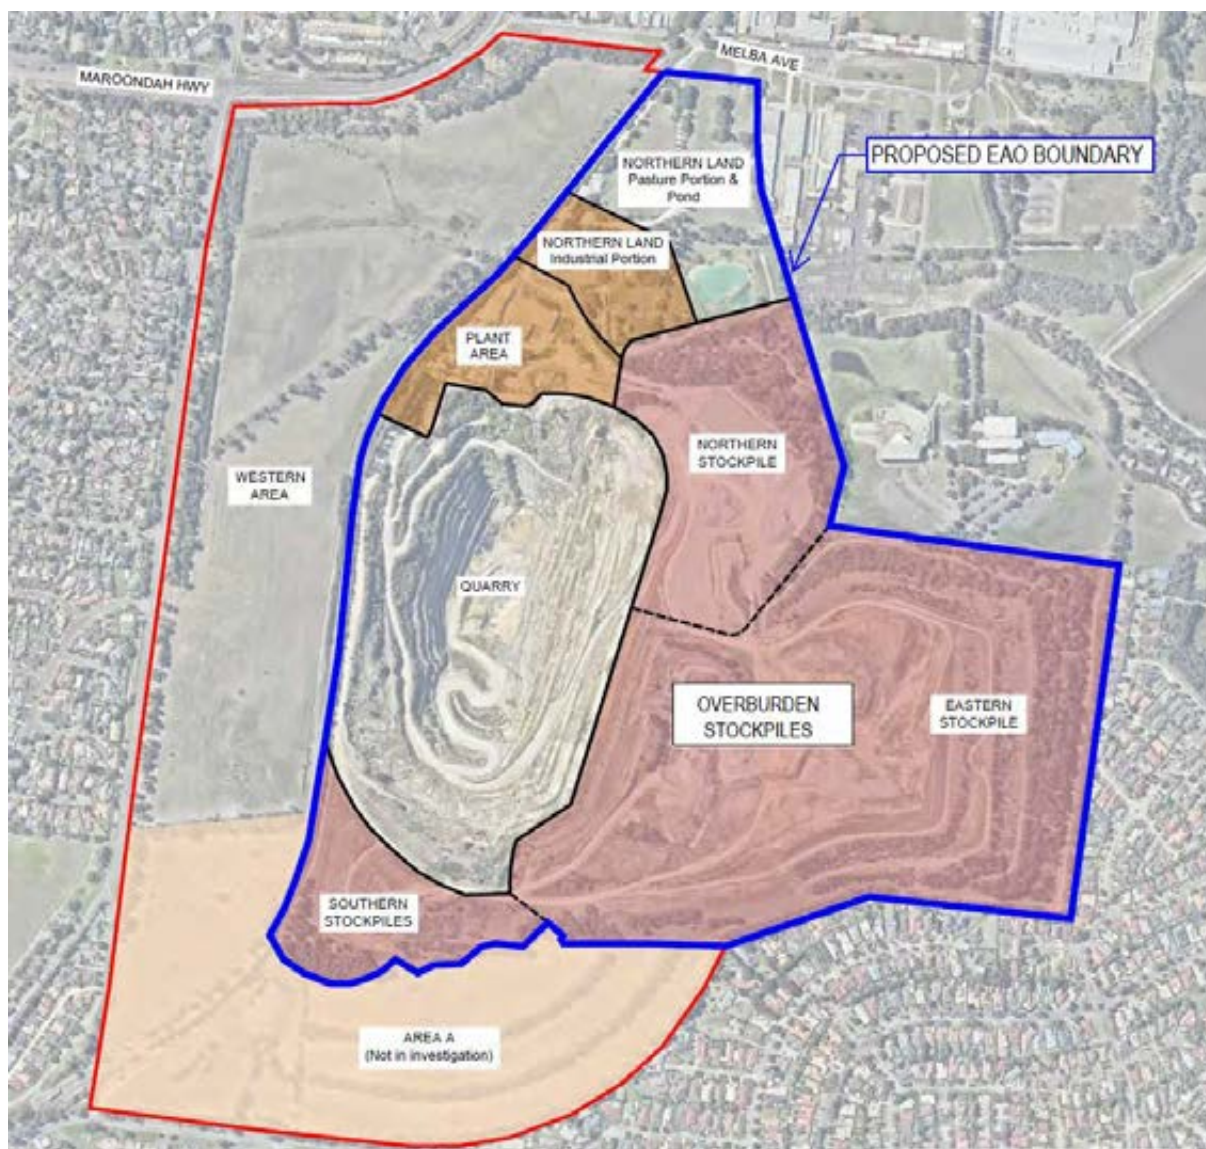 MAROONDAH HWY
MELBA AVE
PROPOSED EAO BOUNDARY
NORTHERN LAND
Pasture Portion &
Pond
NORTHERN LAND
Industrial Portion
PLANT
AREA
NORTHERN
STOCKPILE
WESTERN
AREA
QUARRY
OVERBURDEN
STOCKPILES
EASTERN
STOCKPILE
SOUTHERN
STOCKPILES
AREA A
(Not in investigation)